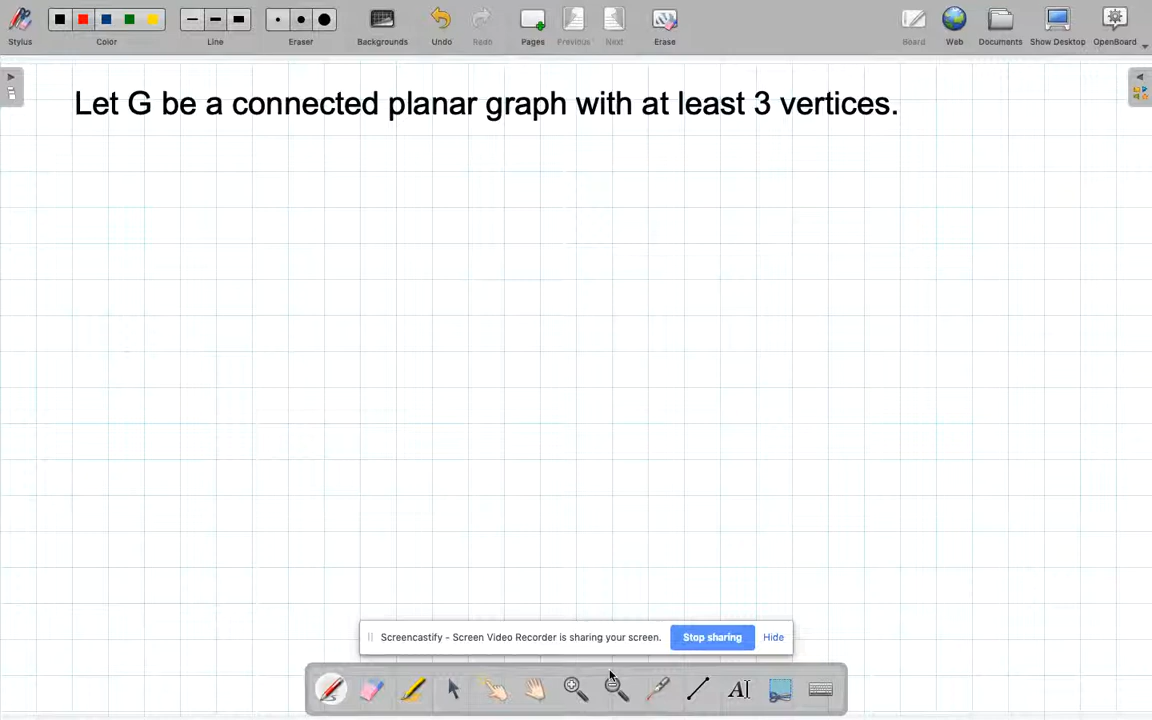 Stylus Color Line Eraser Backgrounds Undo Redo Pages Previous Next Erase Board Web Documents Show Desktop OpenBoard
Let G be a connected planar graph with at least 3 vertices.
Screencastify - Screen Video Recorder is sharing your screen. Stop sharing Hide
AI